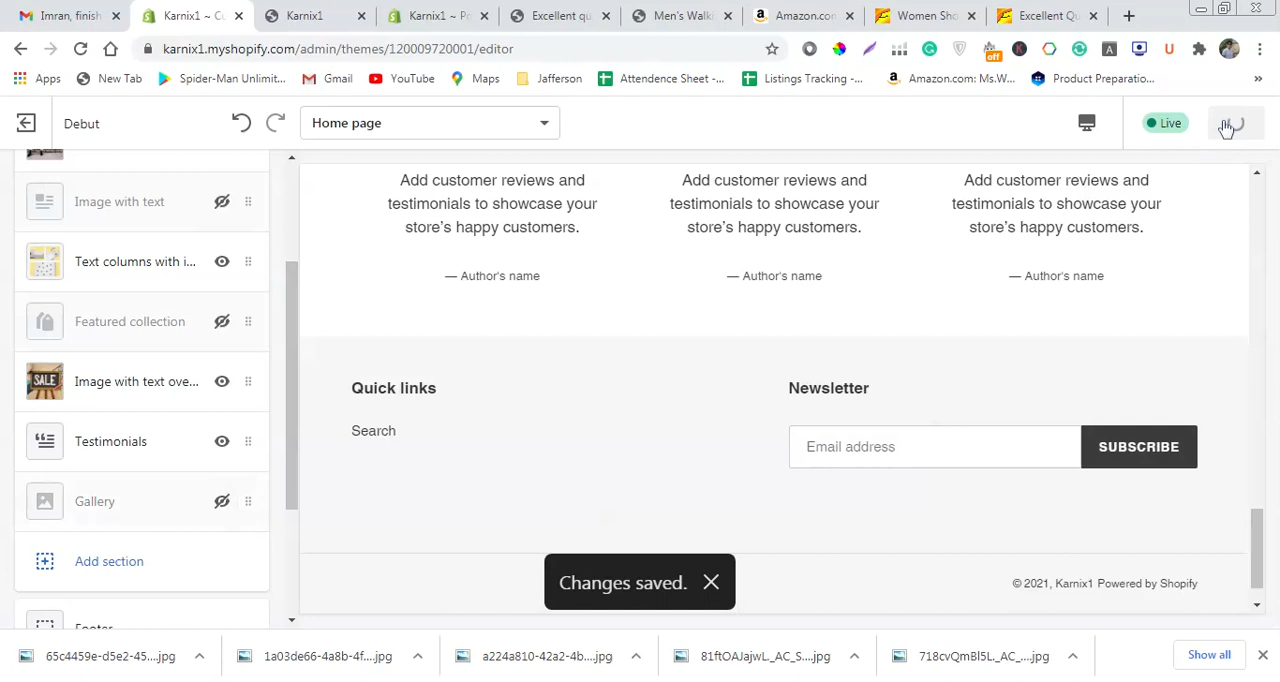 Imran, finish
Karnix1 ~ Cu
Karnix1
Karnix1 ~ Pr
Excellent qu
Men's Walki
Amazon.com
Women Sho
Excellent Qu
karnix1.myshopify.com/admin/themes/120009720001/editor
off
Apps
New Tab
Spider-Man Unlimit...
Gmail
YouTube
Maps
Jafferson
Attendence Sheet -...
Listings Tracking -...
Amazon.com: Ms.W...
Product Preparatio...
»
Debut
Home page
Live
Image with text
Text columns with i...
Featured collection
SALE
Image with text ove...
Testimonials
Gallery
Add section
Footer
Add customer reviews and
testimonials to showcase your
store's happy customers.
— Author's name
Add customer reviews and
testimonials to showcase your
store's happy customers.
— Author's name
Add customer reviews and
testimonials to showcase your
store's happy customers.
— Author's name
Quick links
Search
Newsletter
Email address
SUBSCRIBE
Changes saved.
© 2021, Karnix1 Powered by Shopify
65c4459e-d5e2-45....jpg
1a03de66-4a8b-4f....jpg
a224a810-42a2-4b....jpg
81ftOAJajwL._AC_S....jpg
718cvQmBl5L._AC_....jpg
Show all